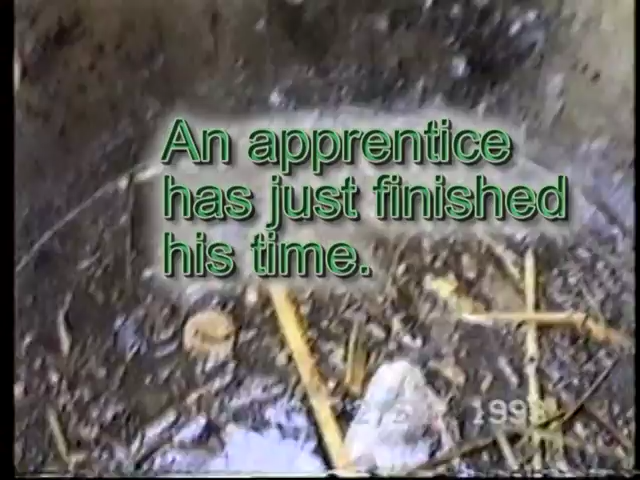 An apprentice
has just finished
his time.